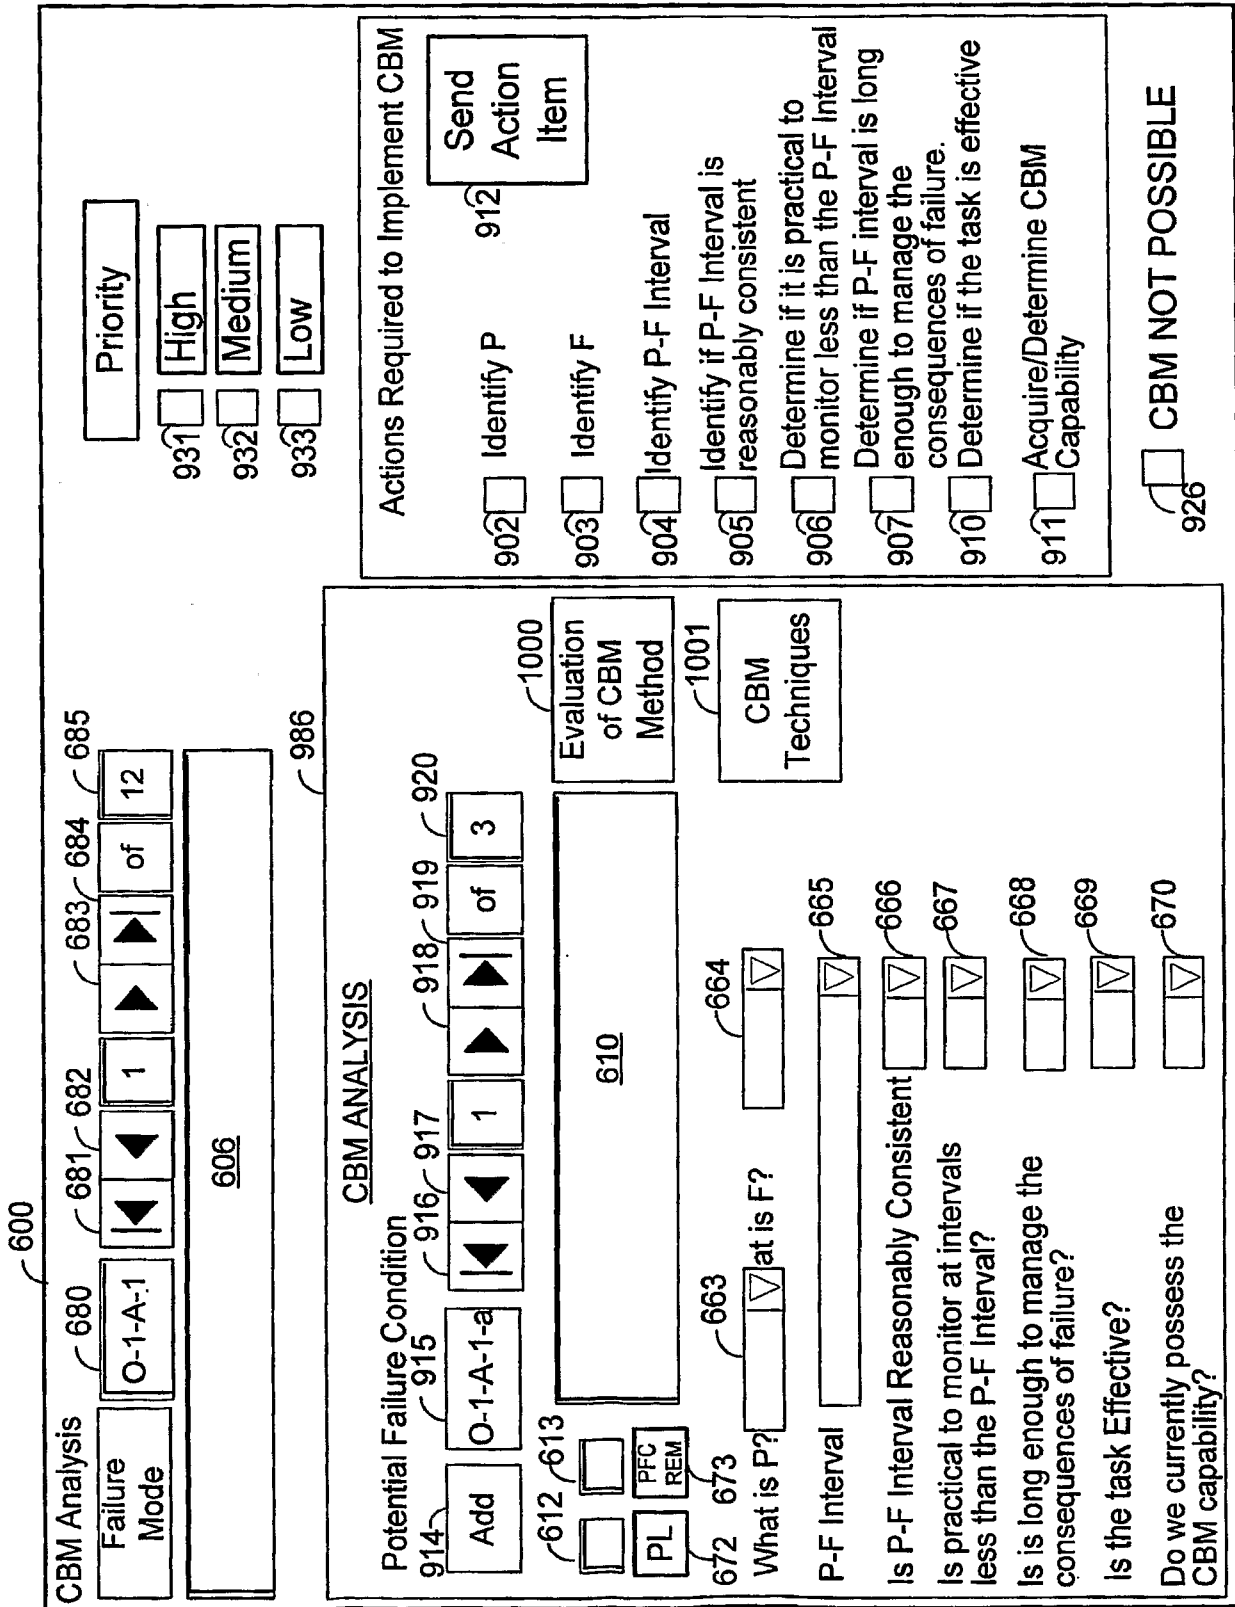 600
CBM Analysis
680
681
682
683
684
685
Failure
Mode
O-1-A-1
1
of
12
606
Priority
931
High
932
Medium
933
Low
986
CBM ANALYSIS
Potential Failure Condition
914
915
916
917
918
919
920
Add
O-1-A-1-a
1
of
3
612
613
610
PL
PFC
REM
672
673
1000
Evaluation
of CBM
Method
1001
CBM
Techniques
663
664
What is P?
at is F?
P-F Interval
665
Is P-F Interval Reasonably Consistent
666
Is practical to monitor at intervals
less than the P-F Interval?
667
Is is long enough to manage the
consequences of failure?
668
Is the task Effective?
669
Do we currently possess the
CBM capability?
670
Actions Required to Implement CBM
912
Send
Action
Item
902
Identify P
903
Identify F
904
Identify P-F Interval
905
Identify if P-F Interval is
reasonably consistent
906
Determine if it is practical to
monitor less than the P-F Interval
907
Determine if P-F interval is long
enough to manage the
consequences of failure.
910
Determine if the task is effective
911
Acquire/Determine CBM
Capability
926
CBM NOT POSSIBLE